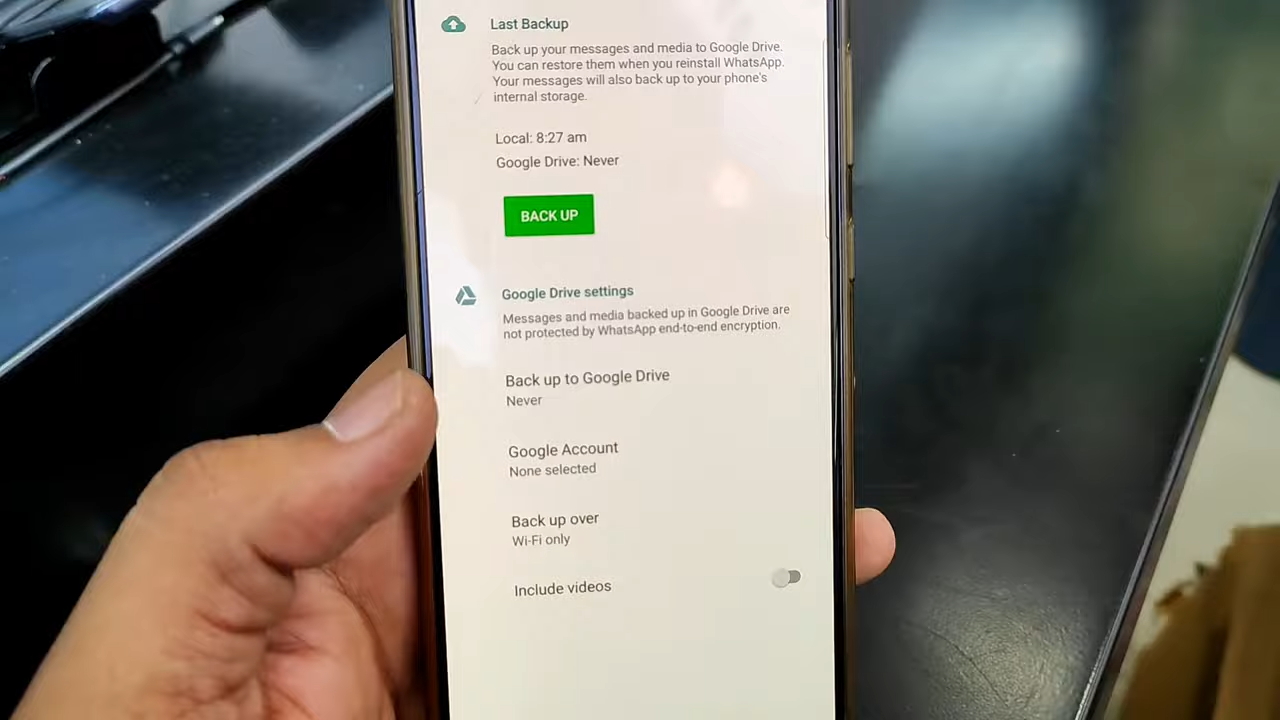 Last Backup
Back up your messages and media to Google Drive.
You can restore them when you reinstall WhatsApp.
Your messages will also back up to your phone's
internal storage.
Local: 8:27 am
Google Drive: Never
BACK UP
Google Drive settings
Messages and media backed up in Google Drive are
not protected by WhatsApp end-to-end encryption.
Back up to Google Drive
Never
Google Account
None selected
Back up over
Wi-Fi only
Include videos